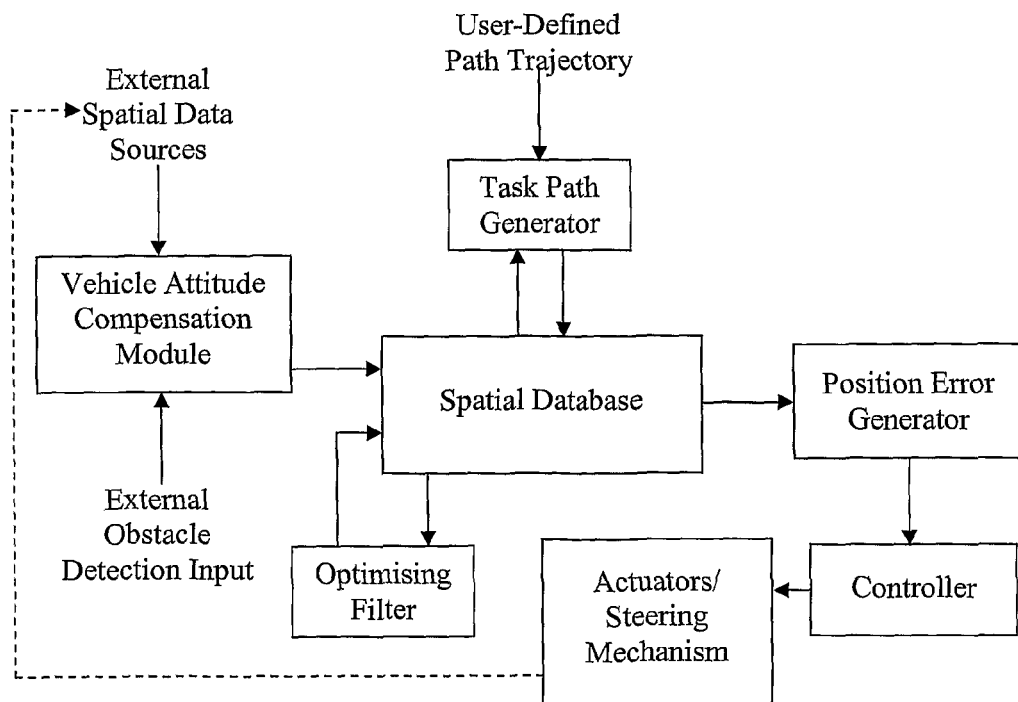 User-Defined
Path Trajectory
External
Spatial Data
Sources
Task Path
Generator
Vehicle Attitude
Compensation
Module
Spatial Database
Position Error
Generator
External
Obstacle
Detection Input
Optimising
Filter
Actuators/
Steering
Mechanism
Controller